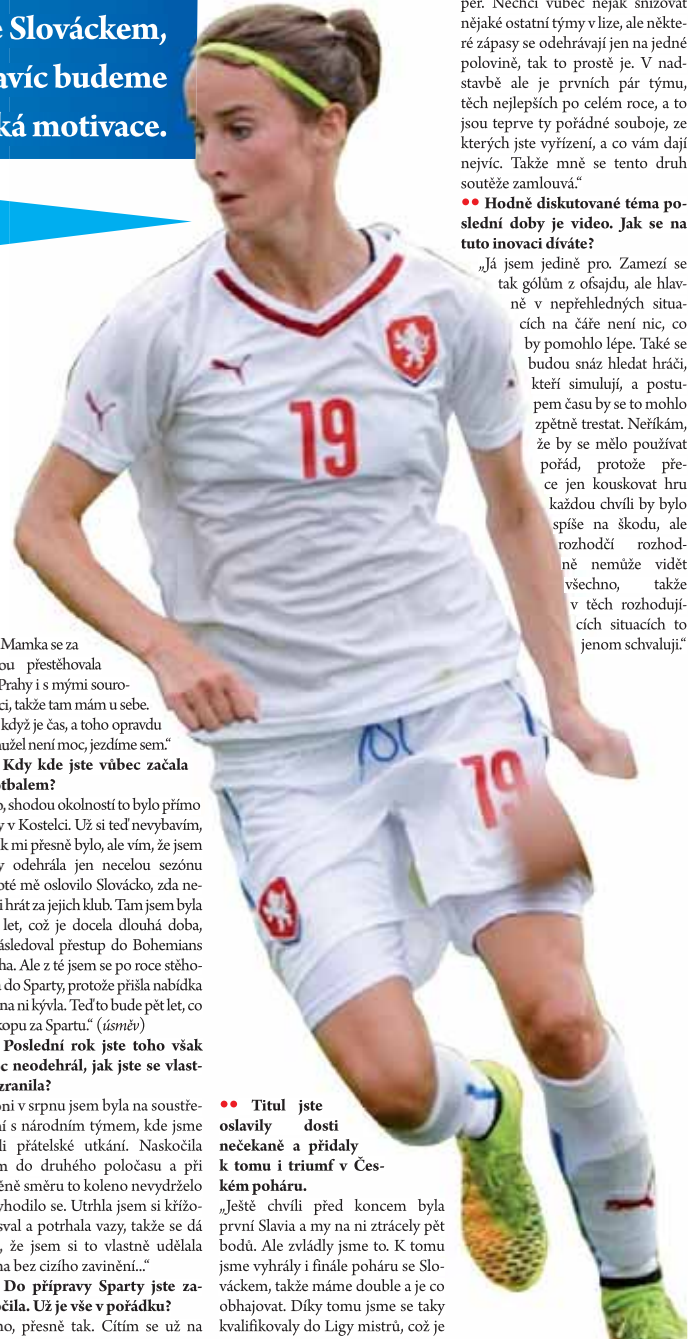 e Slováckem,
avíc budeme
ká motivace.
19
19
Mamka se za
ou přestěhovala
Prahy i s mými souro-
ci, takže tam mám u sebe.
když je čas, a toho opravdu
užel není moc, jezdíme sem.“
Kdy kde jste vůbec začala
otbalem?
o, shodou okolností to bylo přímo
y v Kostelci. Už si teď nevybavím,
k mi přesně bylo, ale vím, že jsem
y odehrála jen necelou sezónu
oté mě oslovilo Slovácko, zda ne-
i hrát za jejich klub. Tam jsem byla
let, což je docela dlouhá doba,
ásledoval přestup do Bohemians
ha. Ale z té jsem se po roce stěho-
a do Sparty, protože přišla nabídka
na ni kývla. Teď to bude pět let, co
kopu za Spartu.“ (úsměv)
Poslední rok jste toho však
c neodehrál, jak jste se vlast-
zranila?
oni v srpnu jsem byla na soustře-
ní s národním týmem, kde jsme
li přátelské utkání. Naskočila
m do druhého poločasu a při
ěně směru to koleno nevydrželo
yhodilo se. Utrhla jsem si křížo-
sval a potrhala vazy, takže se dá
, že jsem si to vlastně udělala
na bez cizího zavinění...“
Do přípravy Sparty jste za-
očila. Už je vše v pořádku?
no, přesně tak. Cítím se už na
•• Titul jste
oslavily dosti
nečekaně a přidaly
k tomu i triumf v Čes-
kém poháru.
„Ještě chvíli před koncem byla
první Slavia a my na ni ztrácely pět
bodů. Ale zvládly jsme to. K tomu
jsme vyhrály i finále poháru se Slo-
váckem, takže máme double a je co
obhajovat. Díky tomu jsme se taky
kvalifikovaly do Ligy mistrů, což je
per. Nechci vůbec nějak snižovat
nějaké ostatní týmy v lize, ale někte-
ré zápasy se odehrávají jen na jedné
polovině, tak to prostě je. V nad-
stavbě ale je prvních pár týmu,
těch nejlepších po celém roce, a to
jsou teprve ty pořádné souboje, ze
kterých jste vyřízení, a co vám dají
nejvíc. Takže mně se tento druh
soutěže zamlouvá.“
•• Hodně diskutované téma po-
slední doby je video. Jak se na
tuto inovaci díváte?
„Já jsem jedině pro. Zamezí se
tak gólům z ofsajdu, ale hlav-
ně v nepřehledných situa-
cích na čáře není nic, co
by pomohlo lépe. Také se
budou snáz hledat hráči,
kteří simulují, a postu-
pem času by se to mohlo
zpětně trestat. Neříkám,
že by se mělo používat
pořád, protože pře-
ce jen kouskovat hru
každou chvíli by bylo
spíše na škodu, ale
rozhodčí rozhod-
ně nemůže vidět
všechno, takže
v těch rozhodují-
cích situacích to
jenom schvaluji.“